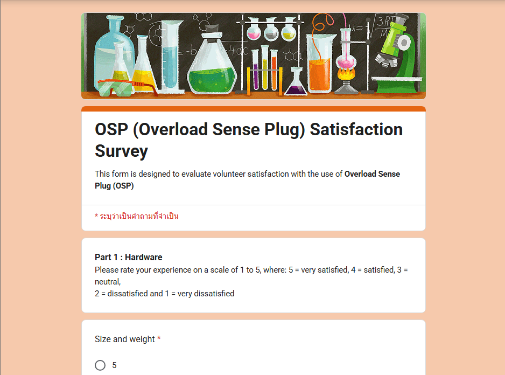 OSP (Overload Sense Plug) Satisfaction
Survey
This form is designed to evaluate volunteer satisfaction with the use of Overload Sense
Plug (OSP)
* ระบุว่าเป็นคำถามที่จำเป็น
Part 1 : Hardware
Please rate your experience on a scale of 1 to 5, where: 5 = very satisfied, 4 = satisfied, 3 =
neutral,
2 = dissatisfied and 1 = very dissatisfied
Size and weight *
5